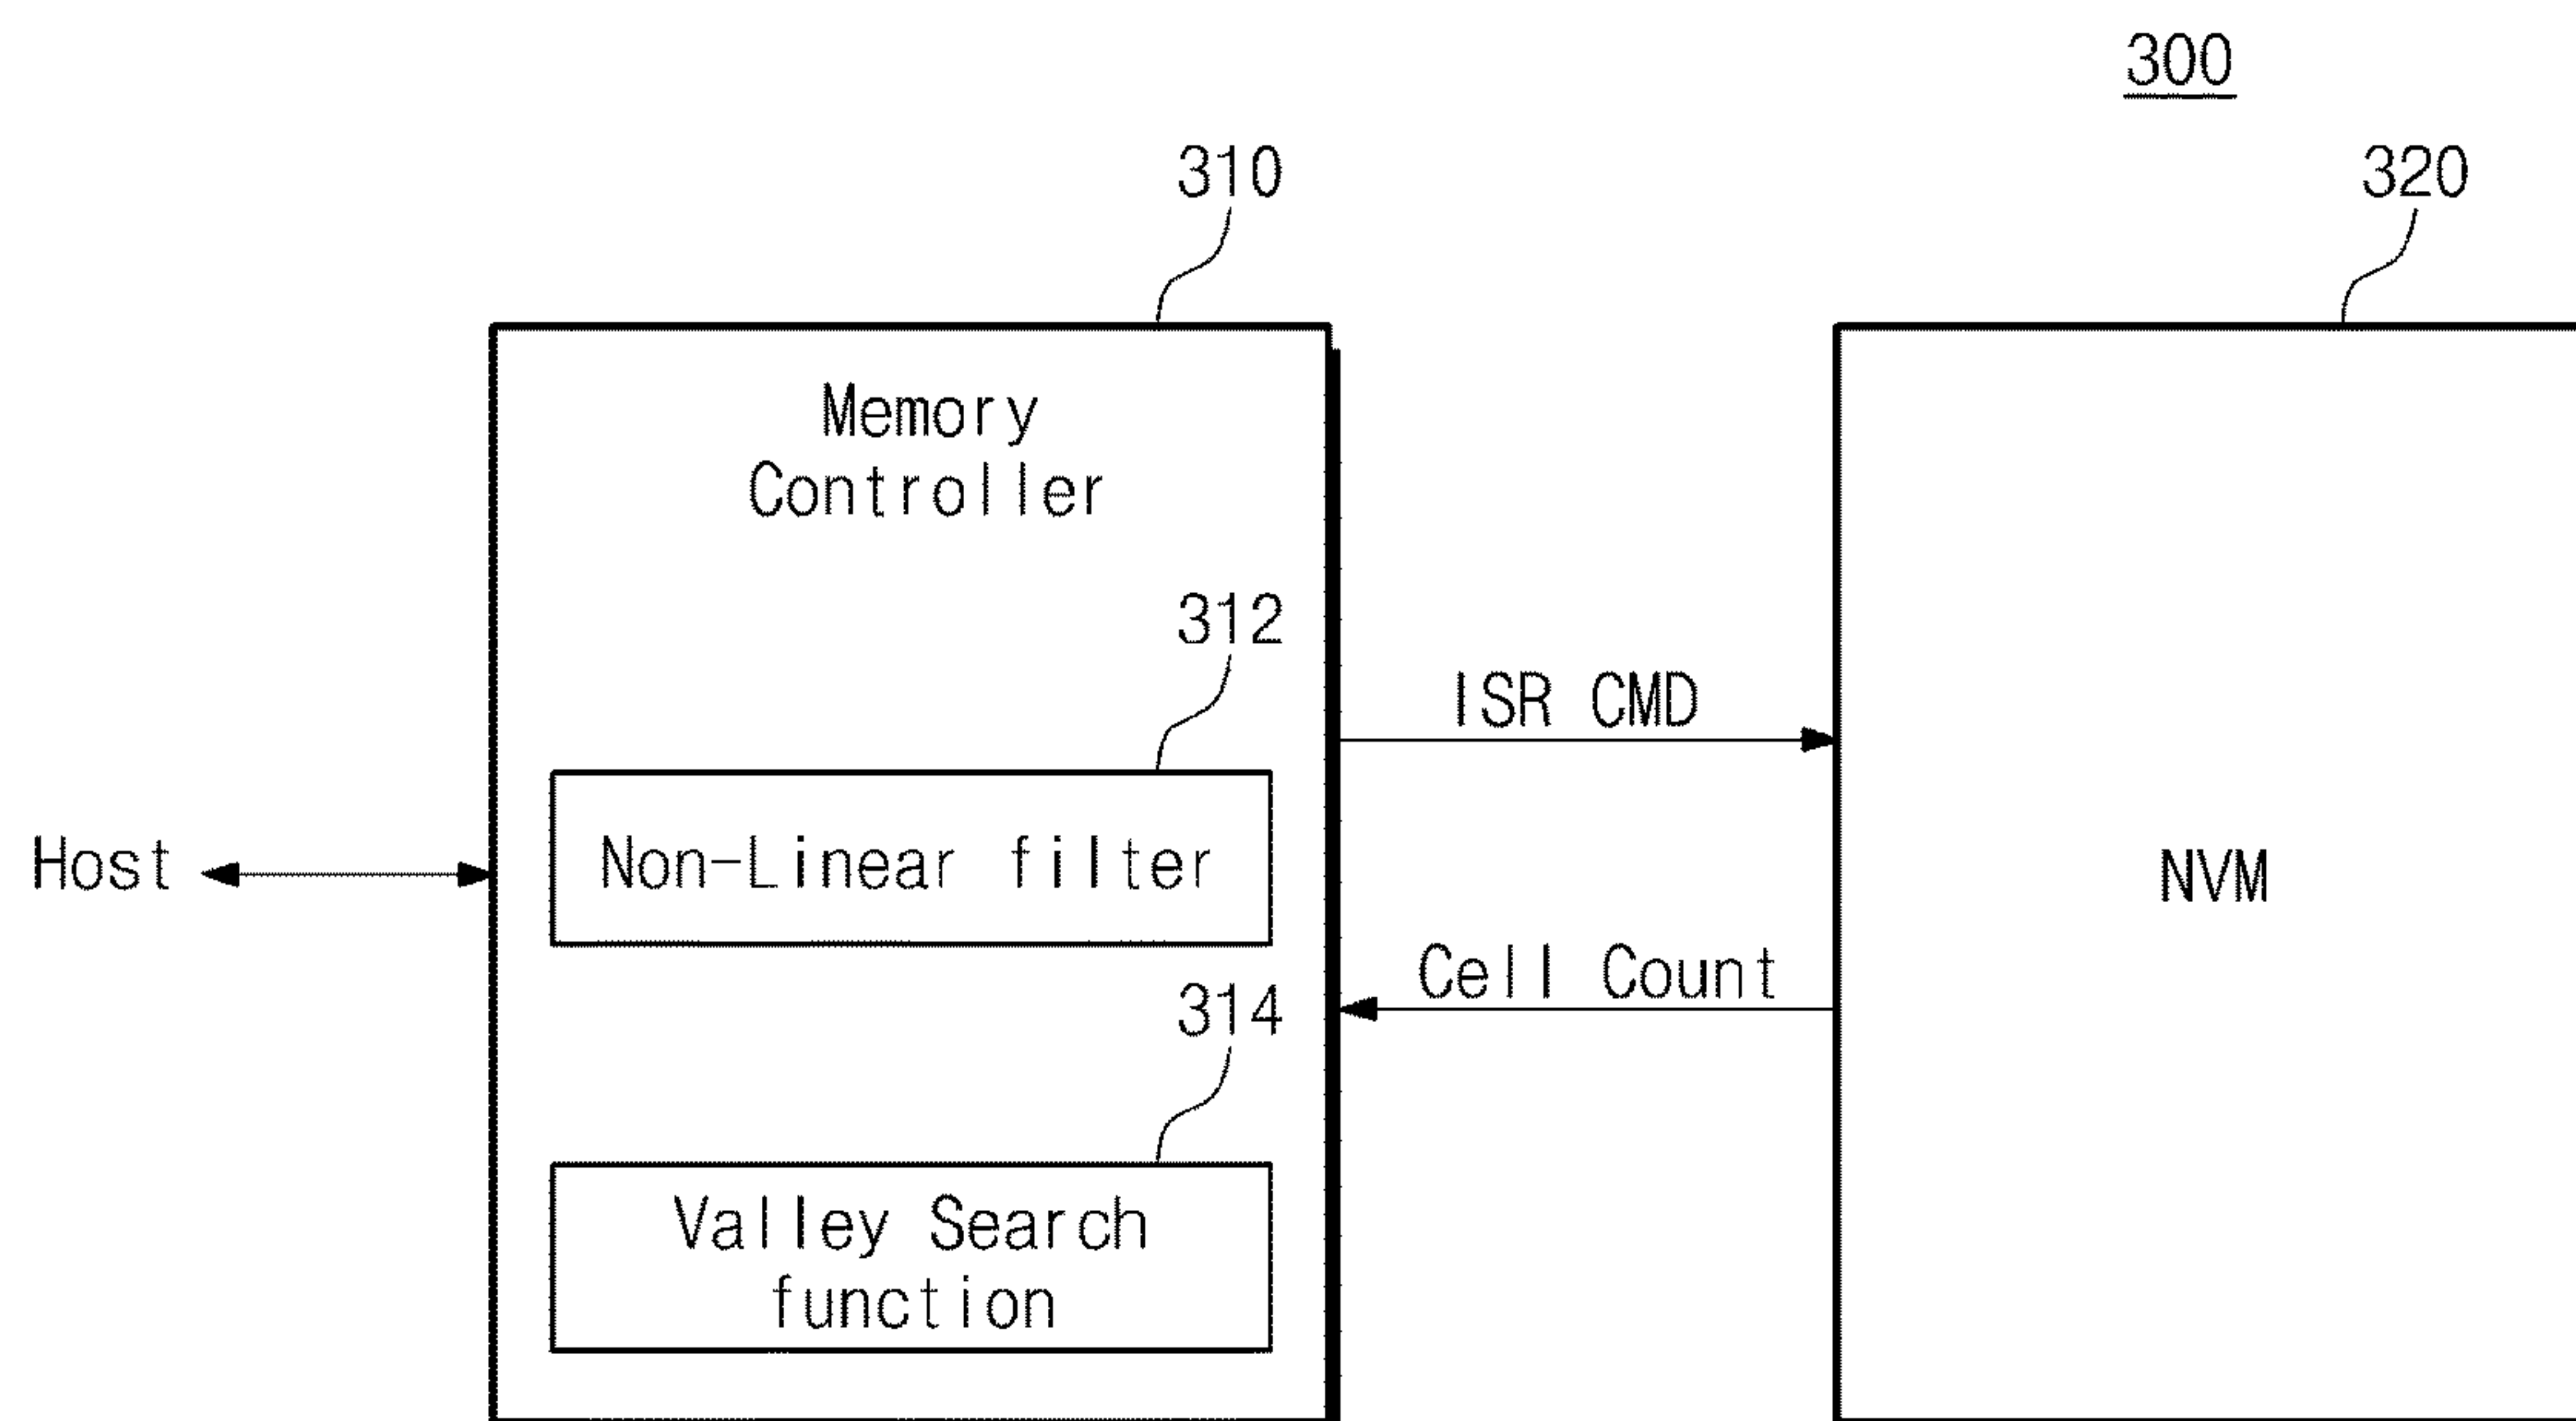 300
310
320
Memory
Controller
312
ISR CMD
Host
Non-Linear filter
NVM
Cell Count
314
Valley Search
function